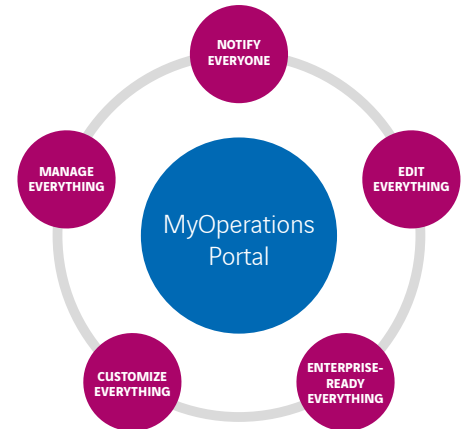 NOTIFY
EVERYONE
MANAGE
EVERYTHING
EDIT
EVERYTHING
MyOperations
Portal
CUSTOMIZE
EVERYTHING
ENTERPRISE-
READY
EVERYTHING